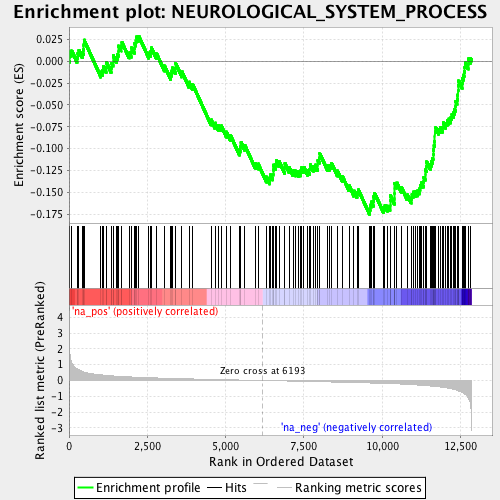 Enrichment plot: NEUROLOGICAL_SYSTEM_PROCESS
Enrichment score (ES)
0.025
0.000
-0.025
-0.050
-0.075
-0.100
-0.125
-0.150
-0.175
'na_pos' (positively correlated)
Ranked list metric (PreRanked)
4
3
2
1
0
-1
-2
-3
Zero cross at 6193
'na_neg' (negatively correlated)
0
2,500
5,000
7,500
10,000
12,500
Rank in Ordered Dataset
Enrichment profile
Hits
Ranking metric scores